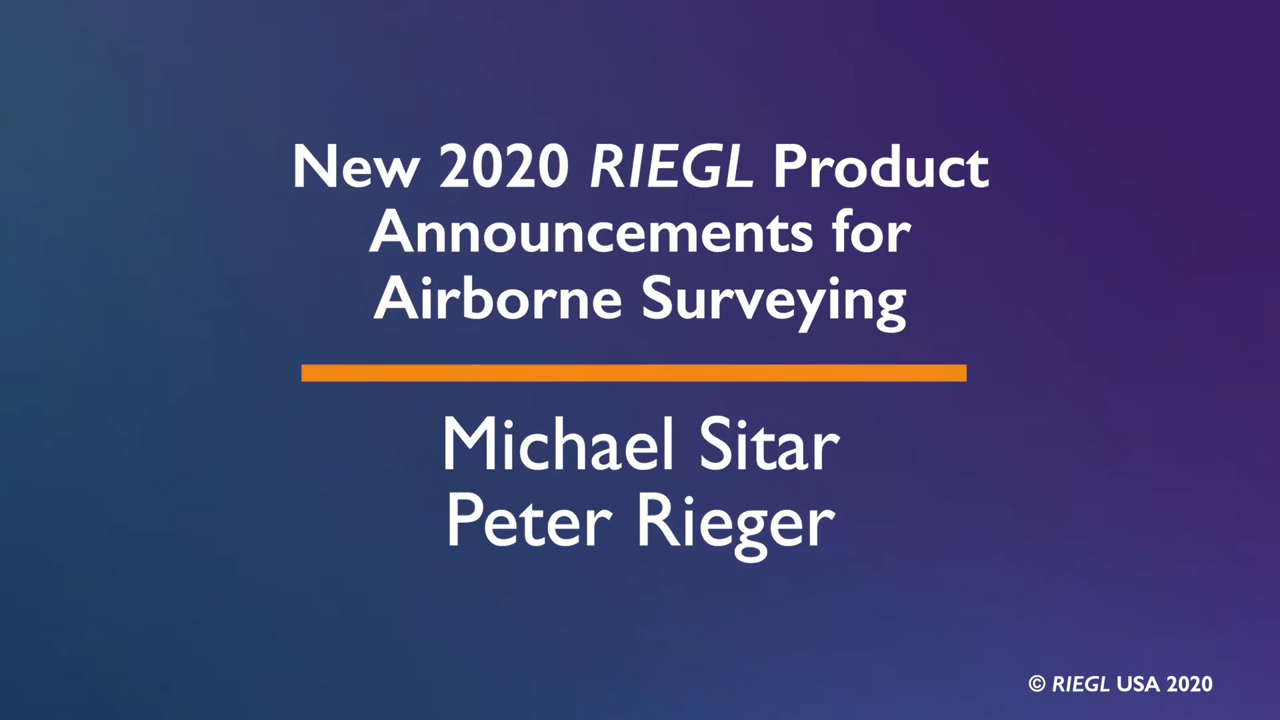 New 2020 RIEGL Product
Announcements for
Airborne Surveying
Michael Sitar
Peter Rieger
© RIEGL USA 2020